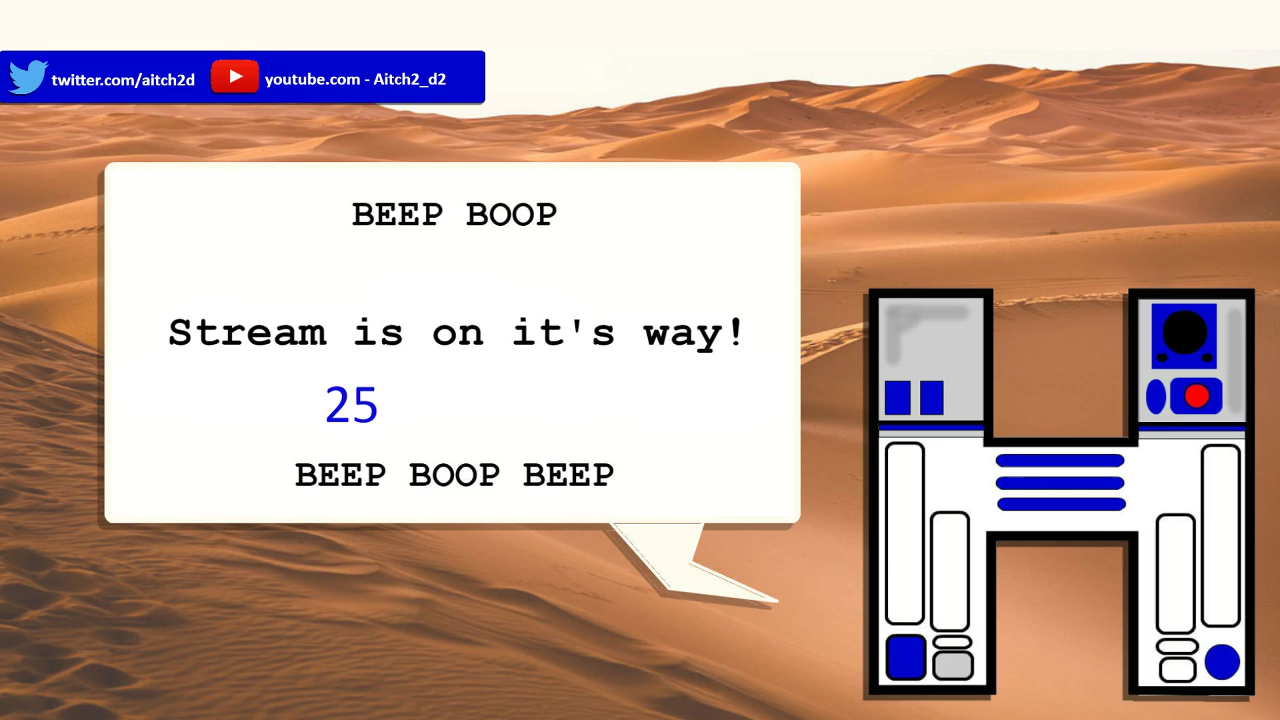 twitter.com/aitch2d youtube.com - Aitch2_d2
BEEP BOOP
Stream is on it's way!
25
BEEP BOOP BEEP